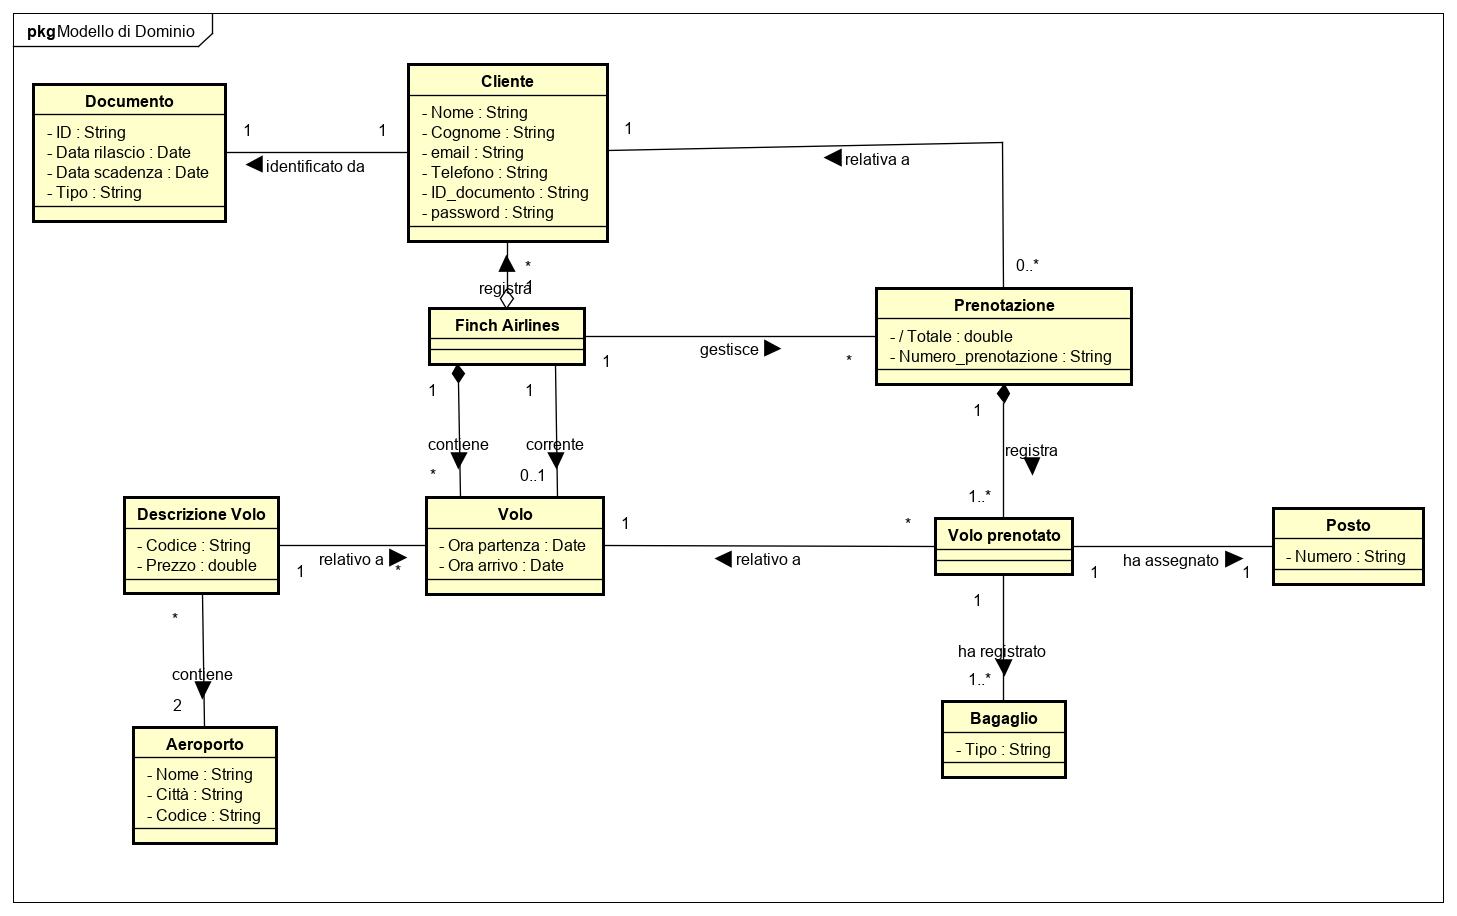 pkg Modello di Dominio
Documento
- ID : String
- Data rilascio : Date
- Data scadenza : Date
- Tipo : String
1
1
identificato da
Cliente
- Nome : String
- Cognome : String
- email : String
- Telefono : String
- ID_documento : String
- password : String
1
relativa a
0..*
*
1
registra
Finch Airlines
1
gestisce
*
Prenotazione
- / Totale : double
- Numero_prenotazione : String
1
contiene
*
1
corrente
0..1
1
registra
1..*
Descrizione Volo
- Codice : String
- Prezzo : double
1
relativo a
*
Volo
- Ora partenza : Date
- Ora arrivo : Date
1
relativo a
*
Volo prenotato
1
ha assegnato
1
Posto
- Numero : String
*
contiene
2
Aeroporto
- Nome : String
- Città : String
- Codice : String
1
ha registrato
1..*
Bagaglio
- Tipo : String